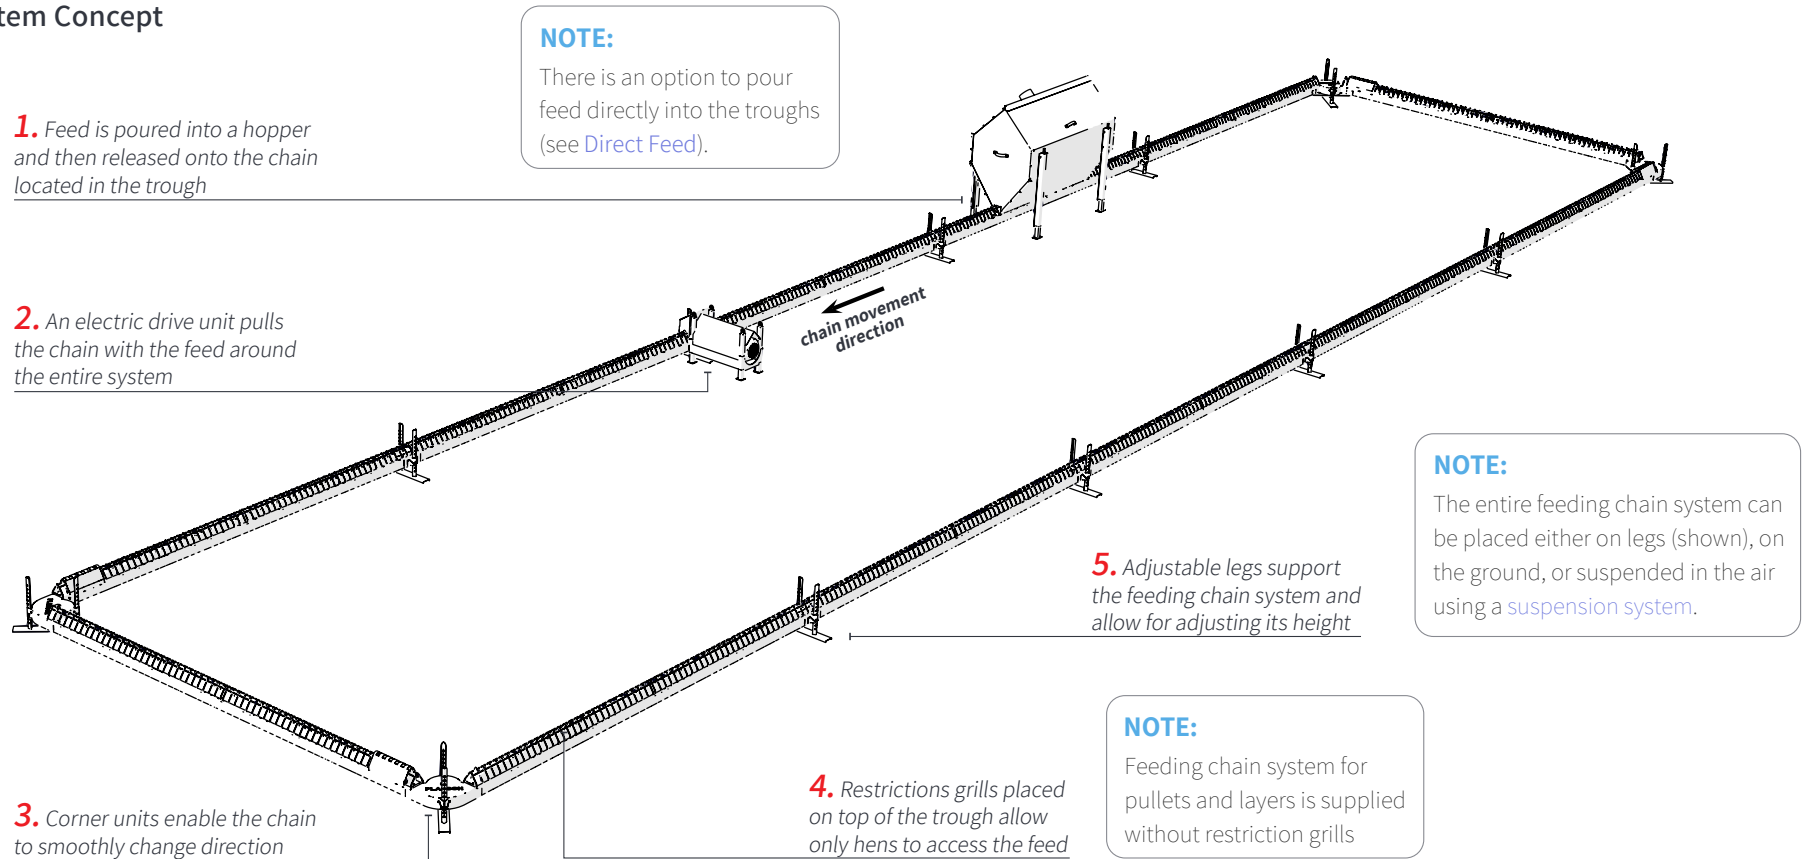 tem Concept
NOTE:
There is an option to pour
feed directly into the troughs
(see Direct Feed).
1. Feed is poured into a hopper
and then released onto the chain
located in the trough
chain movement
direction
2. An electric drive unit pulls
the chain with the feed around
the entire system
NOTE:
The entire feeding chain system can
be placed either on legs (shown), on
the ground, or suspended in the air
using a suspension system.
5. Adjustable legs support
the feeding chain system and
allow for adjusting its height
NOTE:
Feeding chain system for
pullets and layers is supplied
without restriction grills
4. Restrictions grills placed
on top of the trough allow
only hens to access the feed
3. Corner units enable the chain
to smoothly change direction